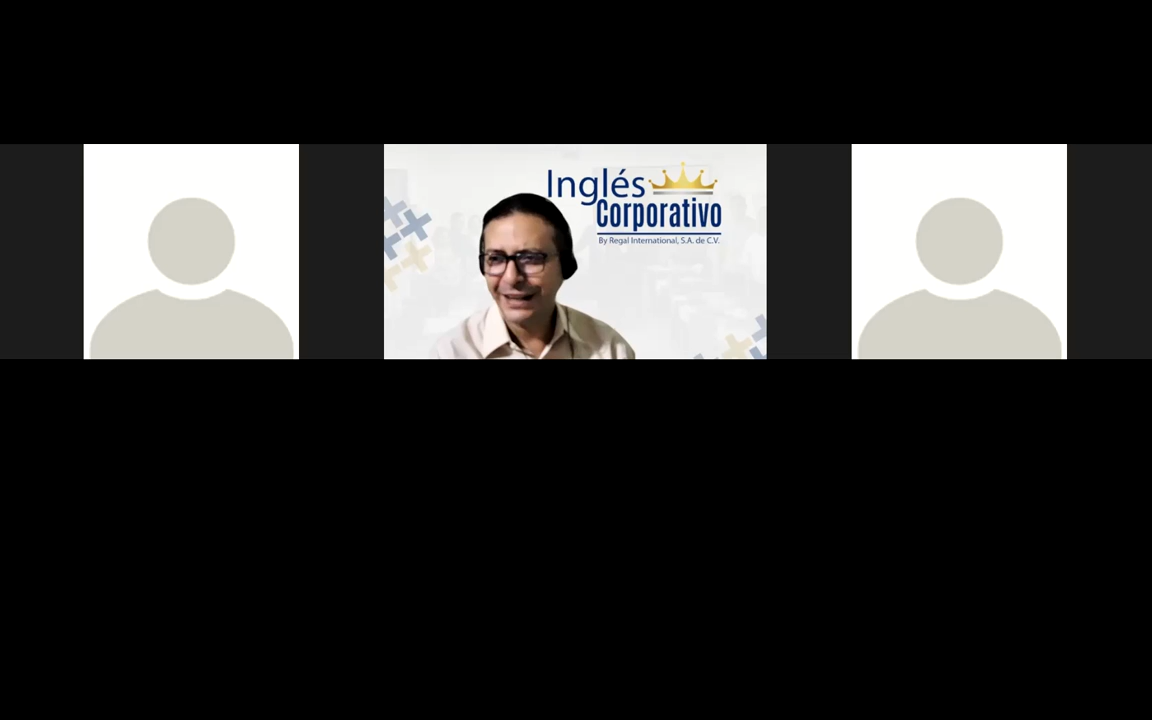 Inglés
Corporativo
By Regal International, S.A. de C.V.